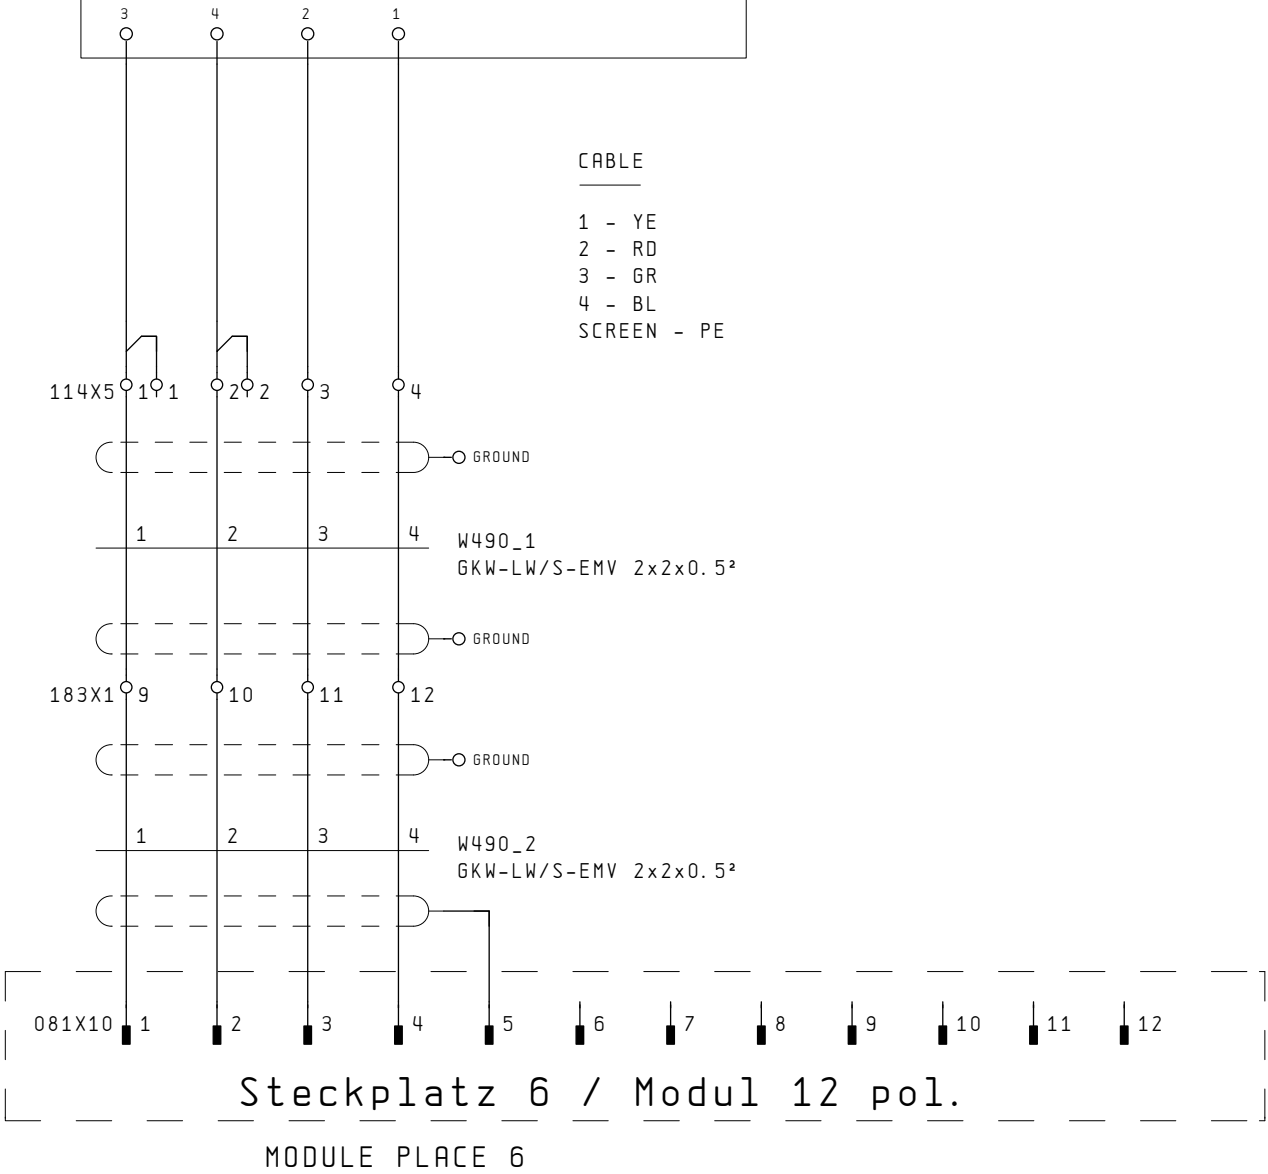 3 4 2 1
CABLE
1 - YE
2 - RD
3 - GR
4 - BL
SCREEN - PE
114X5 1 1 2 2 3 4
GROUND
1 2 3 4 W490_1
GKW-LW/S-EMV 2x2x0.5²
GROUND
183X1 9 10 11 12
GROUND
1 2 3 4 W490_2
GKW-LW/S-EMV 2x2x0.5²
081X10 1 2 3 4 5 6 7 8 9 10 11 12
Steckplatz 6 / Modul 12 pol.
MODULE PLACE 6